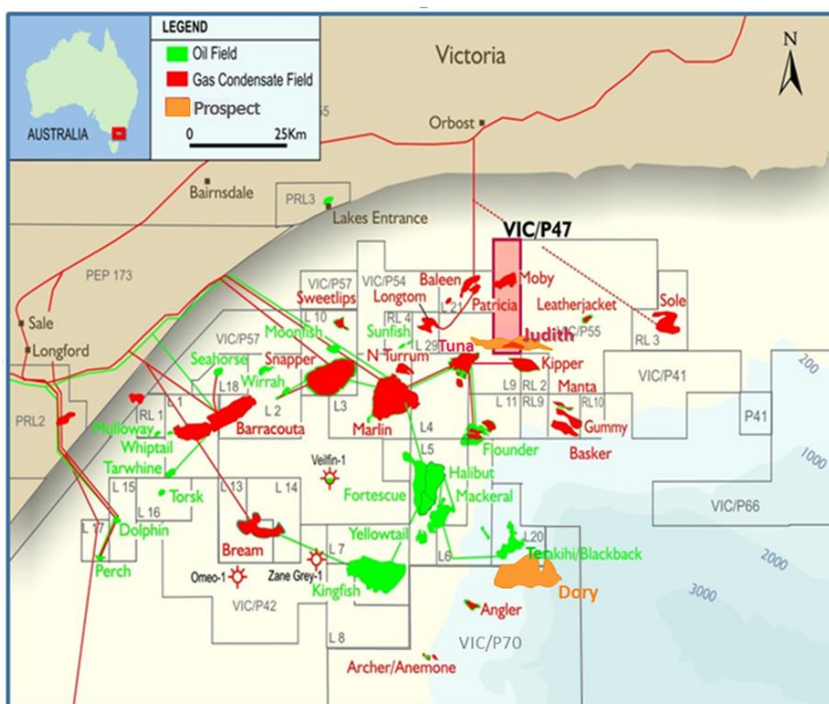 LEGEND
Oil Field
Gas Condensate Field
Prospect
0 25Km
AUSTRALIA
Victoria
N
Orbost
Bairnsdale
PRL3
Lakes Entrance
VIC/P47
PEP 173
VIC/P57
VIC/P54
Baleen
Moby
Sweetlips
Longtom
L 21
Patricia
Leatherjacket
Sole
Sale
L 10
RL 4
VIC/P55
Longford
VIC/P57
Moonfish
Sunfish
L 29
Tuna
Judith
RL 3
200
Seahorse
Snapper
N Turrum
Kipper
VIC/P41
Wirrah
L18
L9
RL 2
Manta
PRL2
RL 1
L 1
L 2
L3
L 11
RL9
RL10
P41
Mulloway
Barracouta
Marlin
L4
Gummy
Whiptail
L5
Flounder
Basker
1000
Tarwhine
Veilfin-1
Halibut
L 15
Torsk
L13
L 14
Fortescue
Mackeral
VIC/P66
L 16
L 17
Dolphin
Yellowtail
L20
Bream
L 7
L6
Terakihi/Blackback
2000
Perch
Omeo-1
Zane Grey-1
Kingfish
Dory
3000
VIC/P42
Angler
L 8
VIC/P70
Archer/Anemone